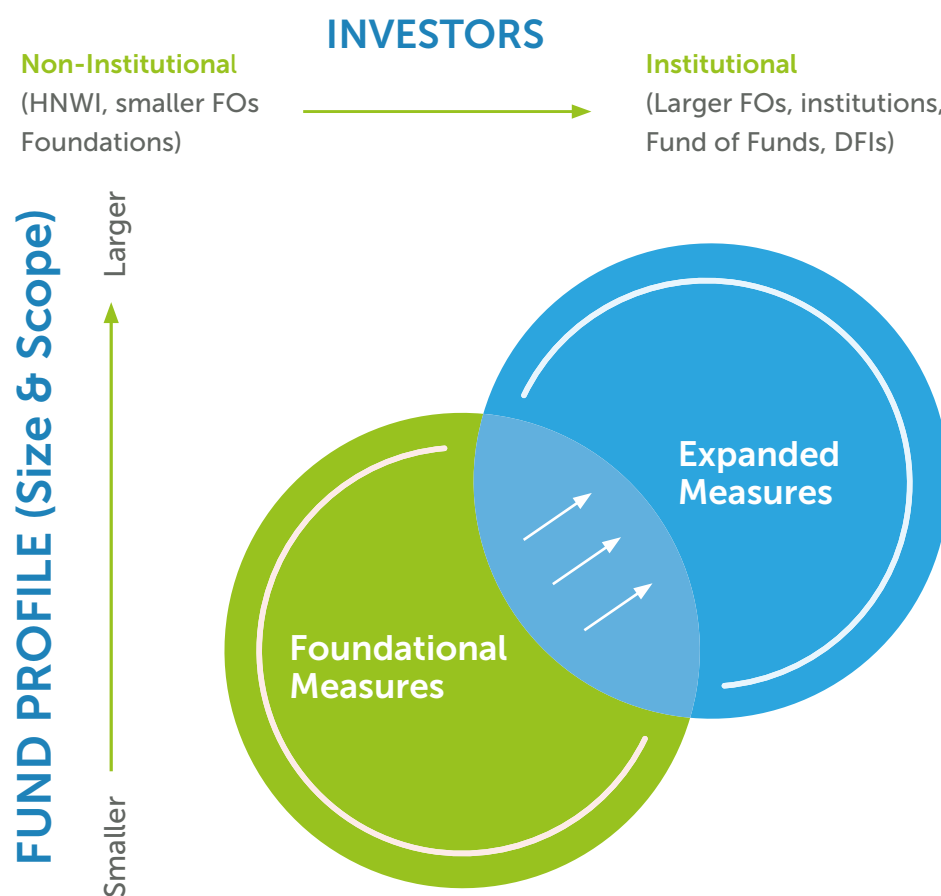 INVESTORS
Non-Institutional
(HNWI, smaller FOs
Foundations)
Institutional
(Larger FOs, institutions,
Fund of Funds, DFIs)
FUND PROFILE (Size & Scope)
Larger
Smaller
Expanded
Measures
Foundational
Measures